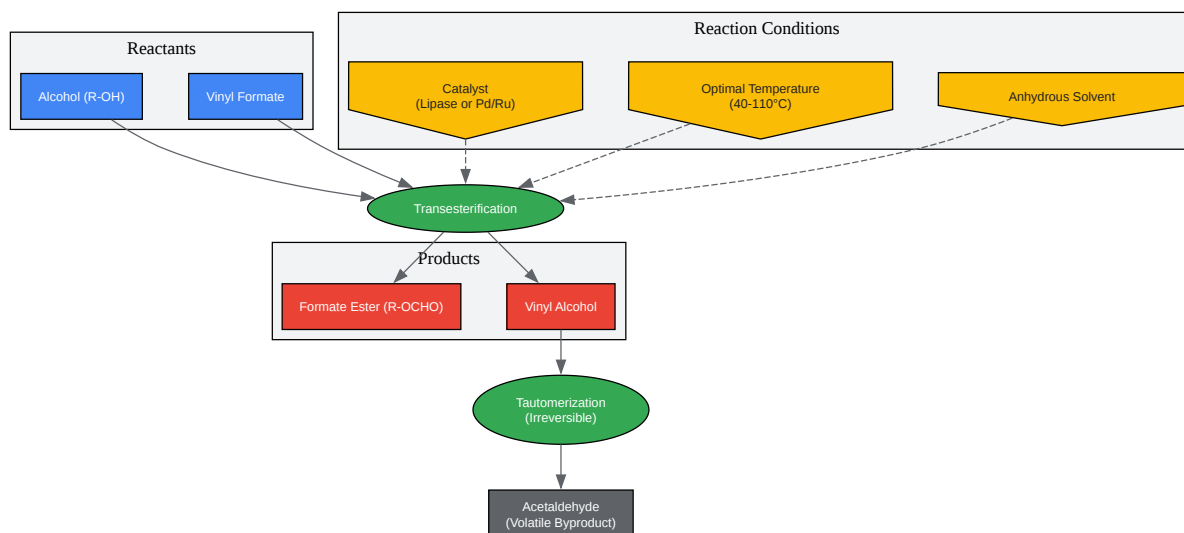 Reactants
Alcohol (R-OH)
Vinyl Formate
Reaction Conditions
Catalyst
(Lipase or Pd/Ru)
Optimal Temperature
(40-110°C)
Anhydrous Solvent
Transesterification
Products
Formate Ester (R-OCHO)
Vinyl Alcohol
Tautomerization
(Irreversible)
Acetaldehyde
(Volatile Byproduct)